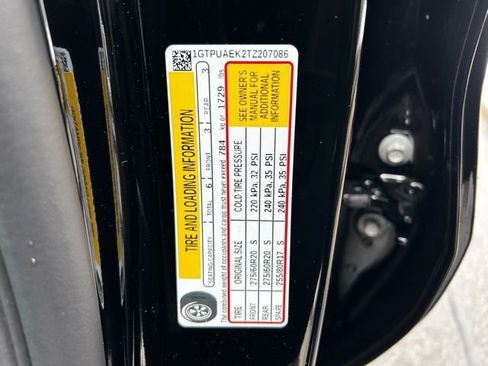 1GTPUAEK2TZ207086
TIRE AND LOADING INFORMATION
SEATING CAPACITY TOTAL 6 FRONT 3 REAR 3
The combined weight of occupants and cargo must never exceed 784 kg or 1729 lbs
TIRE ORIGINAL SIZE COLD TIRE PRESSURE
FRONT 275/60R20 S 220 kPa, 32 PSI
REAR 275/60R20 S 240 kPa, 35 PSI
SPARE 255/80R17 S 240 kPa, 35 PSI
SEE OWNER'S
MANUAL FOR
ADDITIONAL
INFORMATION